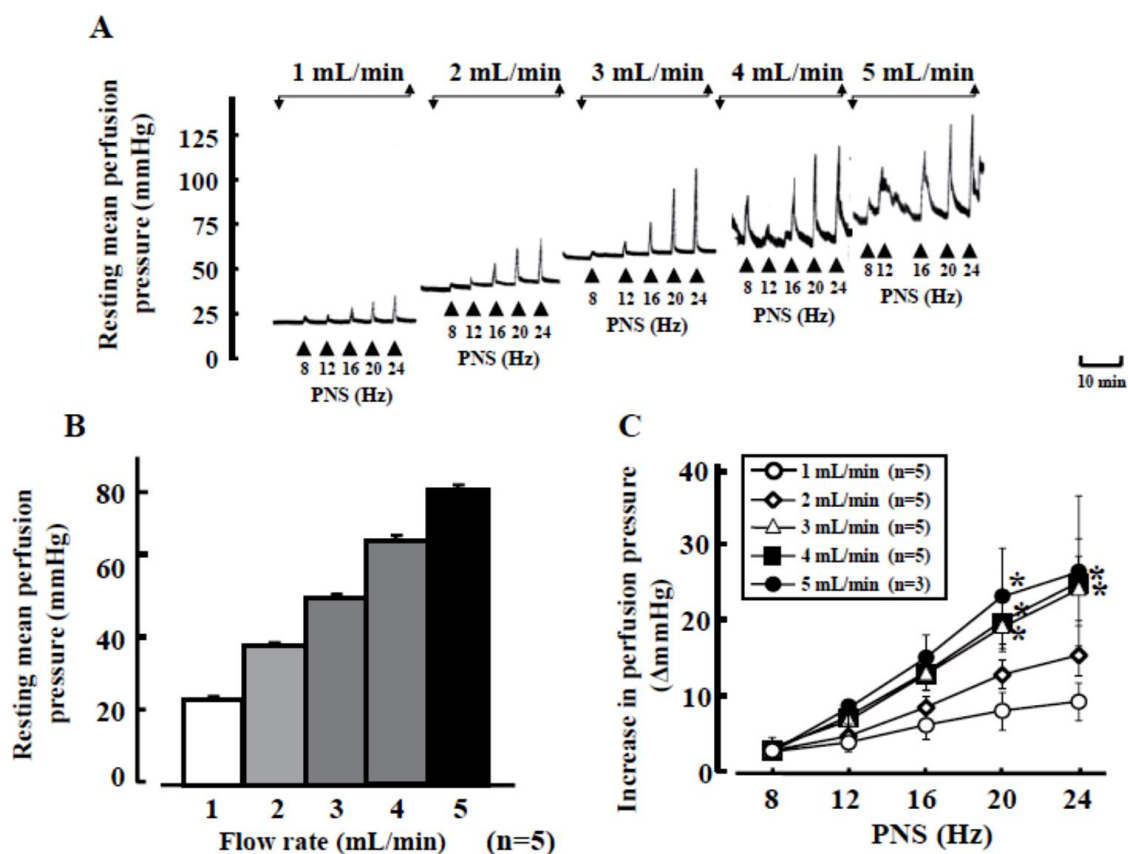 A
1 mL/min 2 mL/min 3 mL/min 4 mL/min 5 mL/min
Resting mean perfusion
pressure (mmHg)
125
100
75
50
25
0
8 12 16 20 24
PNS (Hz)
8 12 16 20 24
PNS (Hz)
8 12 16 20 24
PNS (Hz)
8 12 16 20 24
PNS (Hz)
8 12 16 20 24
PNS (Hz)
10 min
B
Resting mean perfusion
pressure (mmHg)
80
60
40
20
0
1 2 3 4 5
Flow rate (mL/min) (n=5)
C
Increase in perfusion pressure
(ΔmmHg)
40
30
20
10
0
1 mL/min (n=5)
2 mL/min (n=5)
3 mL/min (n=5)
4 mL/min (n=5)
5 mL/min (n=3)
*
*
*
*
*
8 12 16 20 24
PNS (Hz)